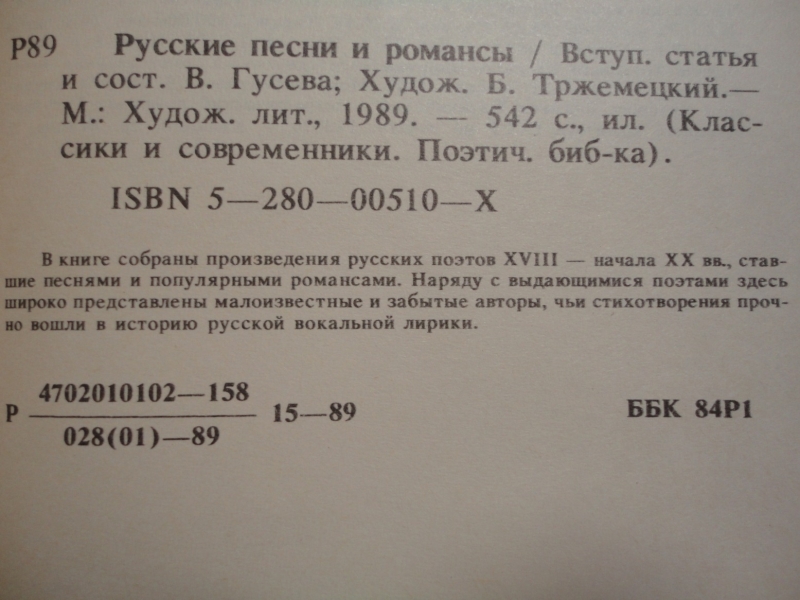 Р89 Русские песни и романсы / Вступ. статья
и сост. В. Гусева; Худож. Б. Тржемецкий.—
М.: Худож. лит., 1989. — 542 с., ил. (Клас-
сики и современники. Поэтич. биб-ка).
ISBN 5—280—00510—X
В книге собраны произведения русских поэтов XVIII — начала XX вв., став-
шие песнями и популярными романсами. Наряду с выдающимися поэтами здесь
широко представлены малоизвестные и забытые авторы, чьи стихотворения проч-
но вошли в историю русской вокальной лирики.
4702010102—158
Р 15—89 ББК 84Р1
028(01)—89